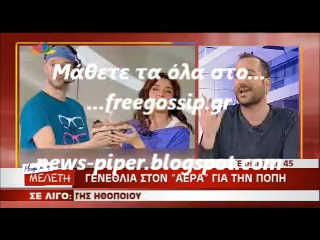 Μάθετε τα όλα στο...
...freegossip.gr
45
news-piper.blogspot.com
ΜΕΛΕΤΗ
ΓΕΝΕΘΛΙΑ ΣΤΟΝ "ΑΕΡΑ" ΓΙΑ ΤΗΝ ΠΟΠΗ
ΣΕ ΛΙΓΟ: ΤΗΣ ΗΘΟΠΟΙΟΥ